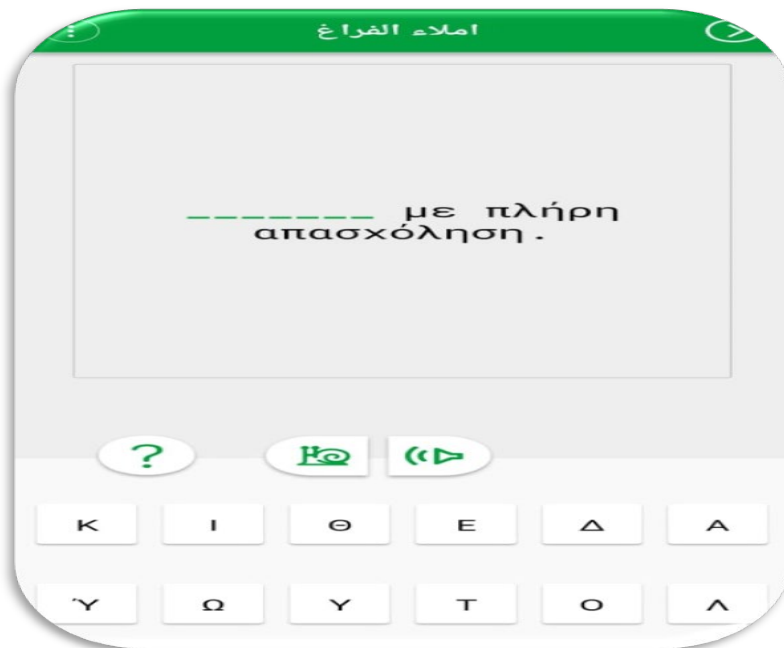 املاء الفراغ
_______ με πλήρη
απασχόληση.
?
Κ Ι Θ Ε Δ Α
Ύ Ω Υ Τ Ο Λ